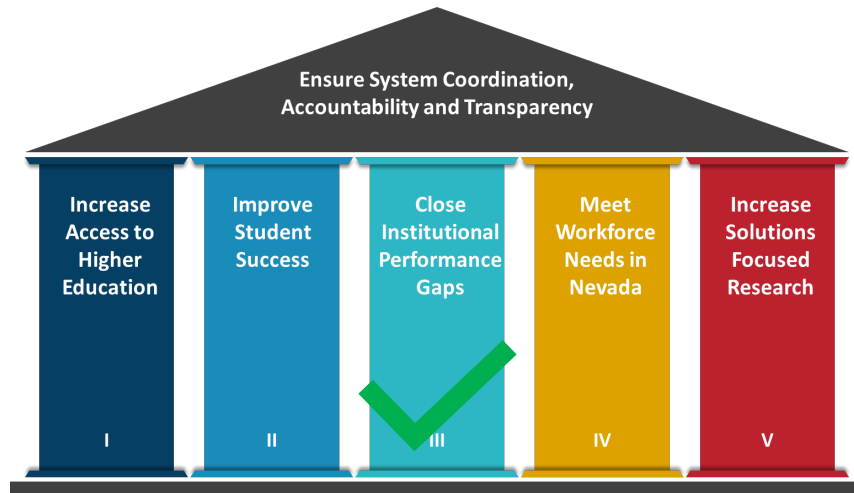 Ensure System Coordination,
Accountability and Transparency
Increase
Access to
Higher
Education
I
Improve
Student
Success
II
Close
Institutional
Performance
Gaps
III
Meet
Workforce
Needs in
Nevada
IV
Increase
Solutions
Focused
Research
V